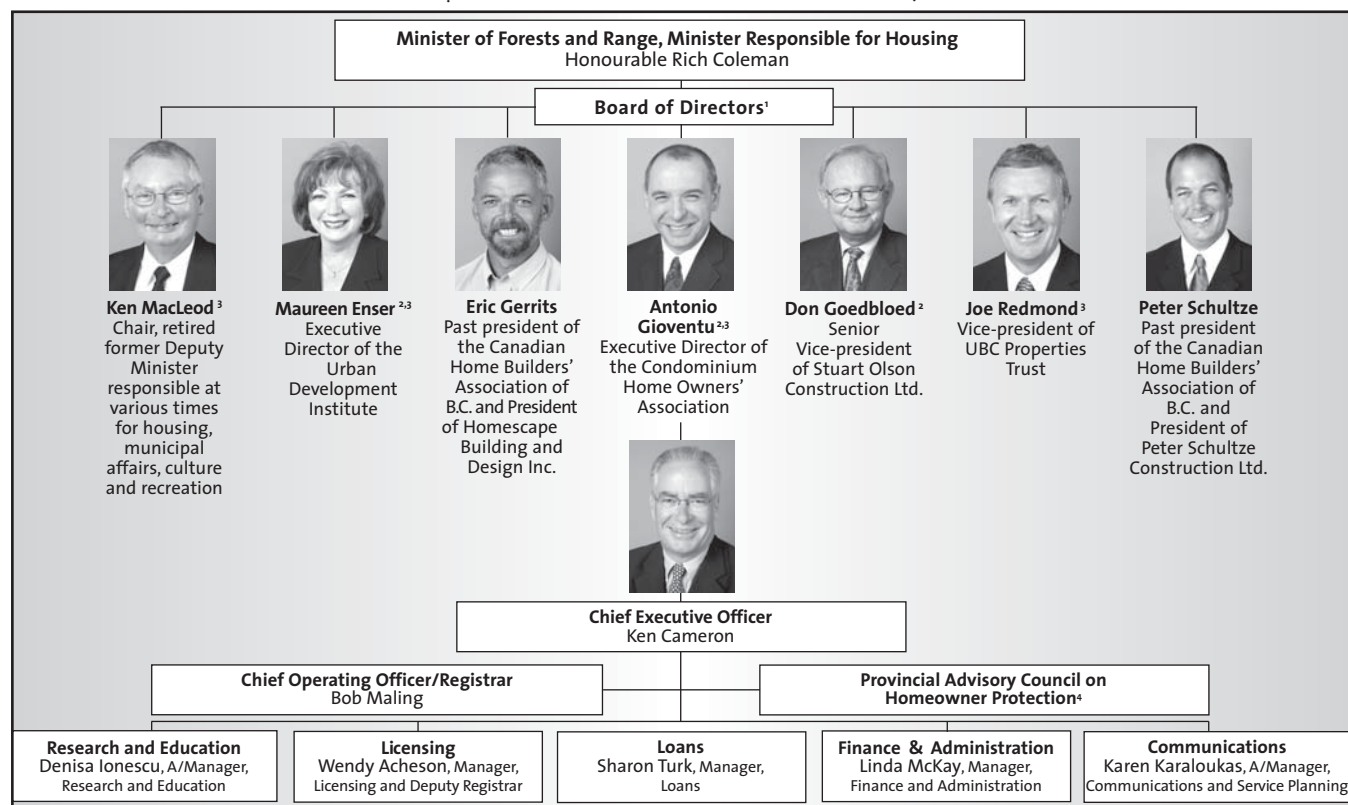 Minister of Forests and Range, Minister Responsible for Housing
Honourable Rich Coleman
Board of Directors¹
Ken MacLeod ³
Chair, retired
former Deputy
Minister
responsible at
various times
for housing,
municipal
affairs, culture
and recreation
Maureen Enser ²,³
Executive
Director of the
Urban
Development
Institute
Eric Gerrits
Past president of
the Canadian
Home Builders’
Association of
B.C. and President
of Homescape
Building and
Design Inc.
Antonio
Gioventu ²,³
Executive Director of
the Condominium
Home Owners’
Association
Don Goedbloed ²
Senior
Vice-president
of Stuart Olson
Construction Ltd.
Joe Redmond ³
Vice-president of
UBC Properties
Trust
Peter Schultze
Past president
of the Canadian
Home Builders’
Association of
B.C. and
President of
Peter Schultze
Construction Ltd.
Chief Executive Officer
Ken Cameron
Chief Operating Officer/Registrar
Bob Maling
Provincial Advisory Council on
Homeowner Protection⁴
Research and Education
Denisa Ionescu, A/Manager,
Research and Education
Licensing
Wendy Acheson, Manager,
Licensing and Deputy Registrar
Loans
Sharon Turk, Manager,
Loans
Finance & Administration
Linda McKay, Manager,
Finance and Administration
Communications
Karen Karaloukas, A/Manager,
Communications and Service Planning